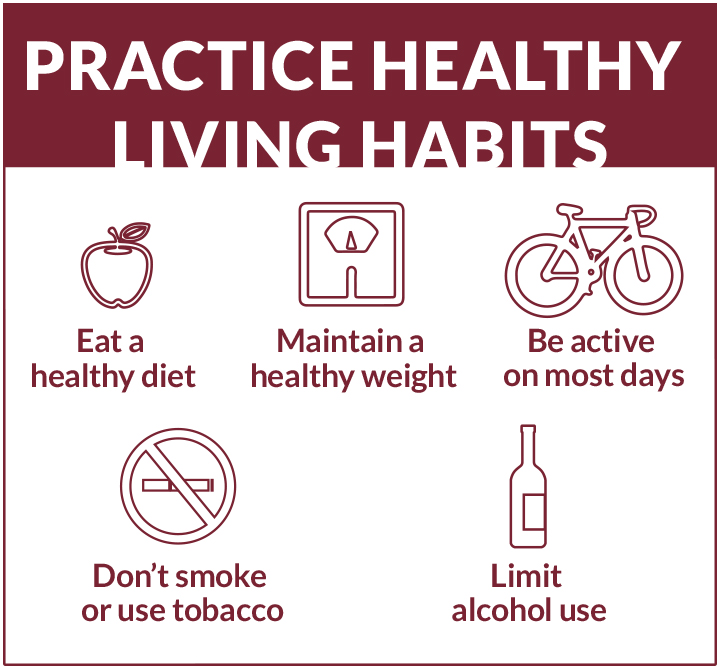 PRACTICE HEALTHY
LIVING HABITS
Eat a
healthy diet
Maintain a
healthy weight
Be active
on most days
Don’t smoke
or use tobacco
Limit
alcohol use